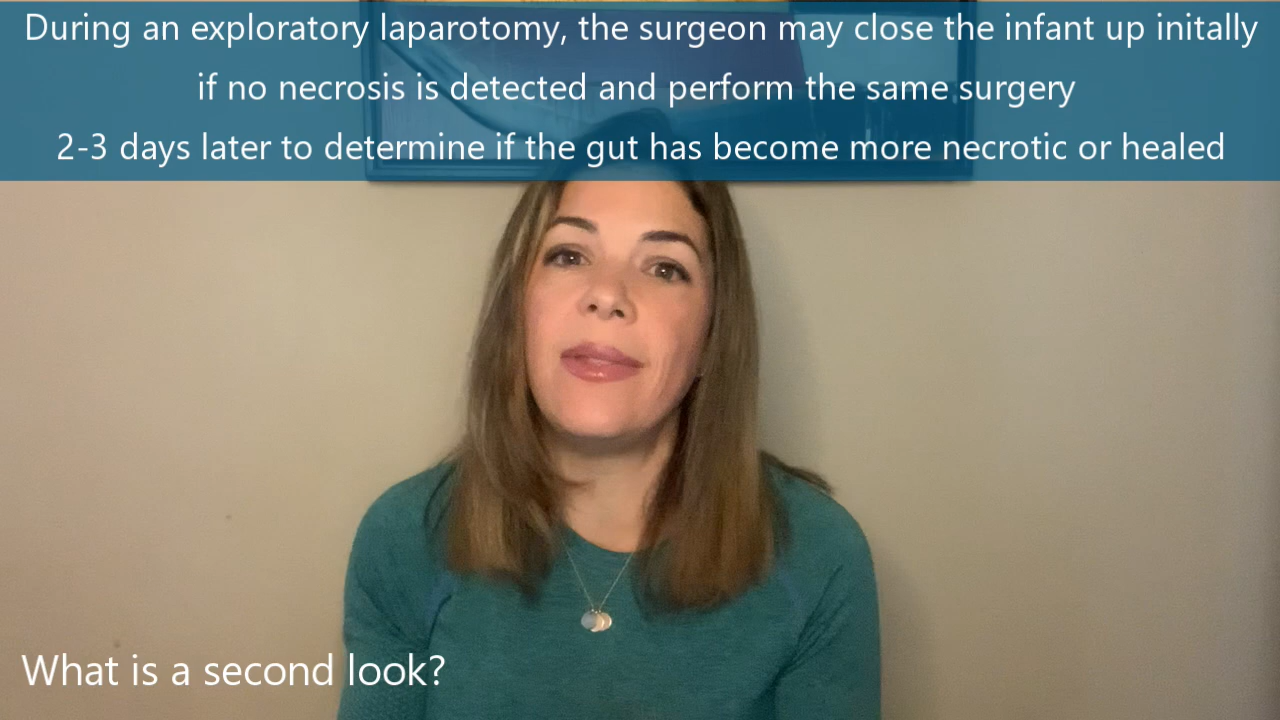 During an exploratory laparotomy, the surgeon may close the infant up initally
if no necrosis is detected and perform the same surgery
2-3 days later to determine if the gut has become more necrotic or healed
What is a second look?